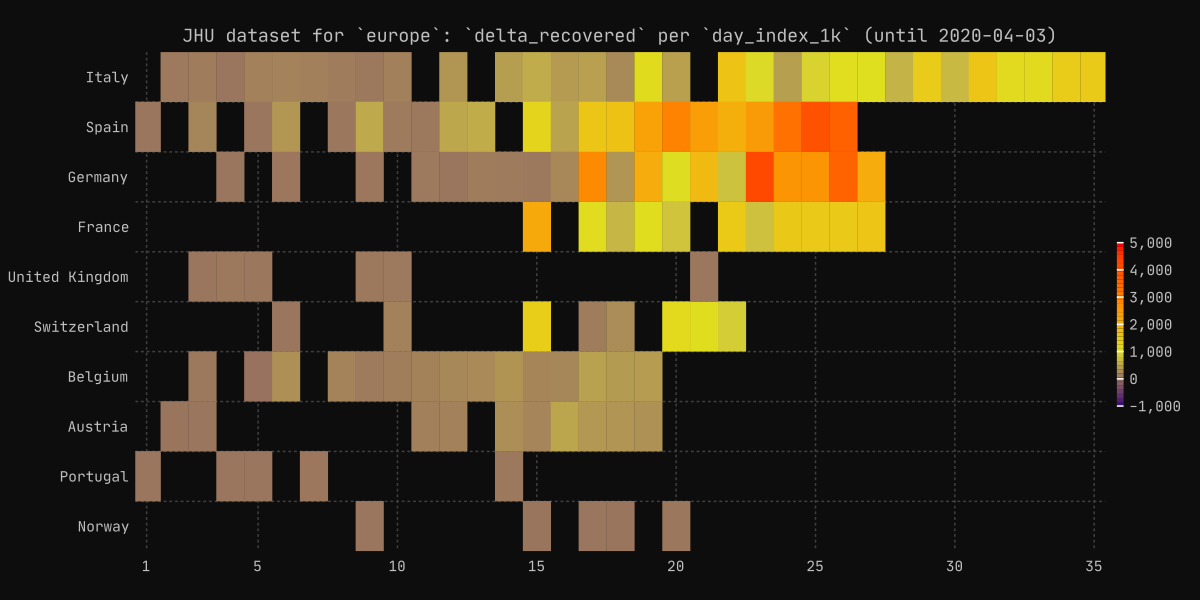 JHU dataset for `europe`: `delta_recovered` per `day_index_1k` (until 2020-04-03)
Italy
Spain
Germany
France
United Kingdom
Switzerland
Belgium
Austria
Portugal
Norway
1 5 10 15 20 25 30 35
5,000
4,000
3,000
2,000
1,000
0
-1,000